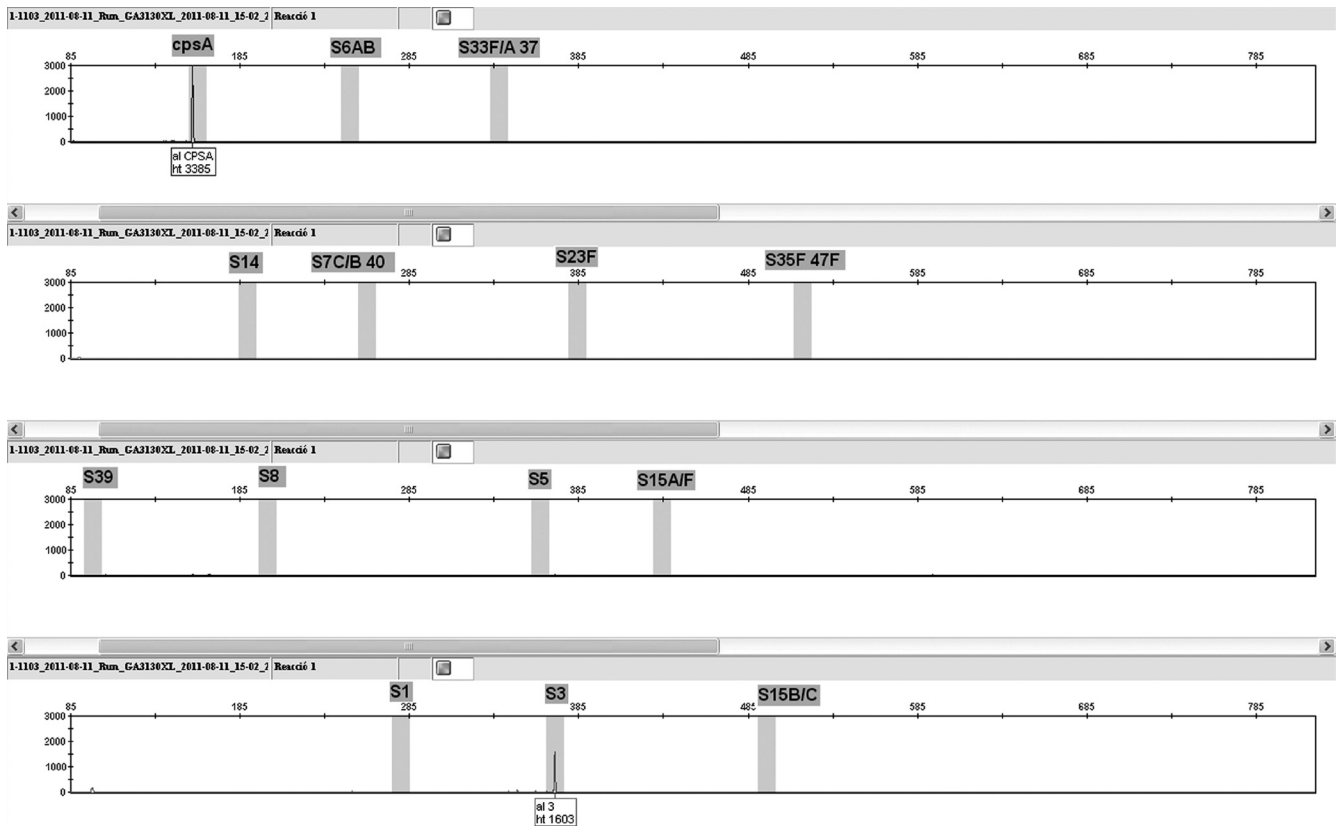 1-1103_2011-08-11_Run_GA3130XL_2011-08-11_15-02_2 Reacció 1
cpsA S6AB S33F/A 37
85 185 285 385 485 585 685 785
3000
2000
1000
0
al CPSA
ht 3385
1-1103_2011-08-11_Run_GA3130XL_2011-08-11_15-02_2 Reacció 1
S14 S7C/B 40 S23F S35F 47F
85 185 285 385 485 585 685 785
3000
2000
1000
0
1-1103_2011-08-11_Run_GA3130XL_2011-08-11_15-02_2 Reacció 1
S39 S8 S5 S15A/F
85 185 285 385 485 585 685 785
3000
2000
1000
0
1-1103_2011-08-11_Run_GA3130XL_2011-08-11_15-02_2 Reacció 1
S1 S3 S15B/C
85 185 285 385 485 585 685 785
3000
2000
1000
0
al 3
ht 1603